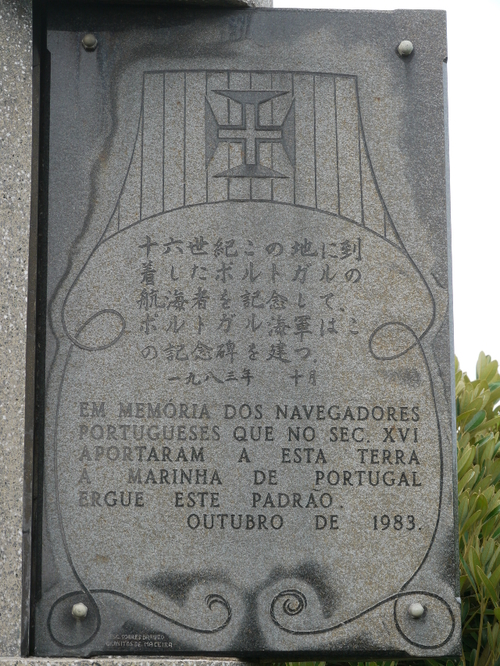 十六世紀この地に到
着したポルトガルの
航海者を記念して、
ポルトガル海軍はこ
の記念碑を建つ。
一九八三年 十月
EM MEMÓRIA DOS NAVEGADORES
PORTUGUESES QUE NO SEC. XVI
APORTARAM A ESTA TERRA
A MARINHA DE PORTUGAL
ERGUE ESTE PADRÃO.
OUTUBRO DE 1983.